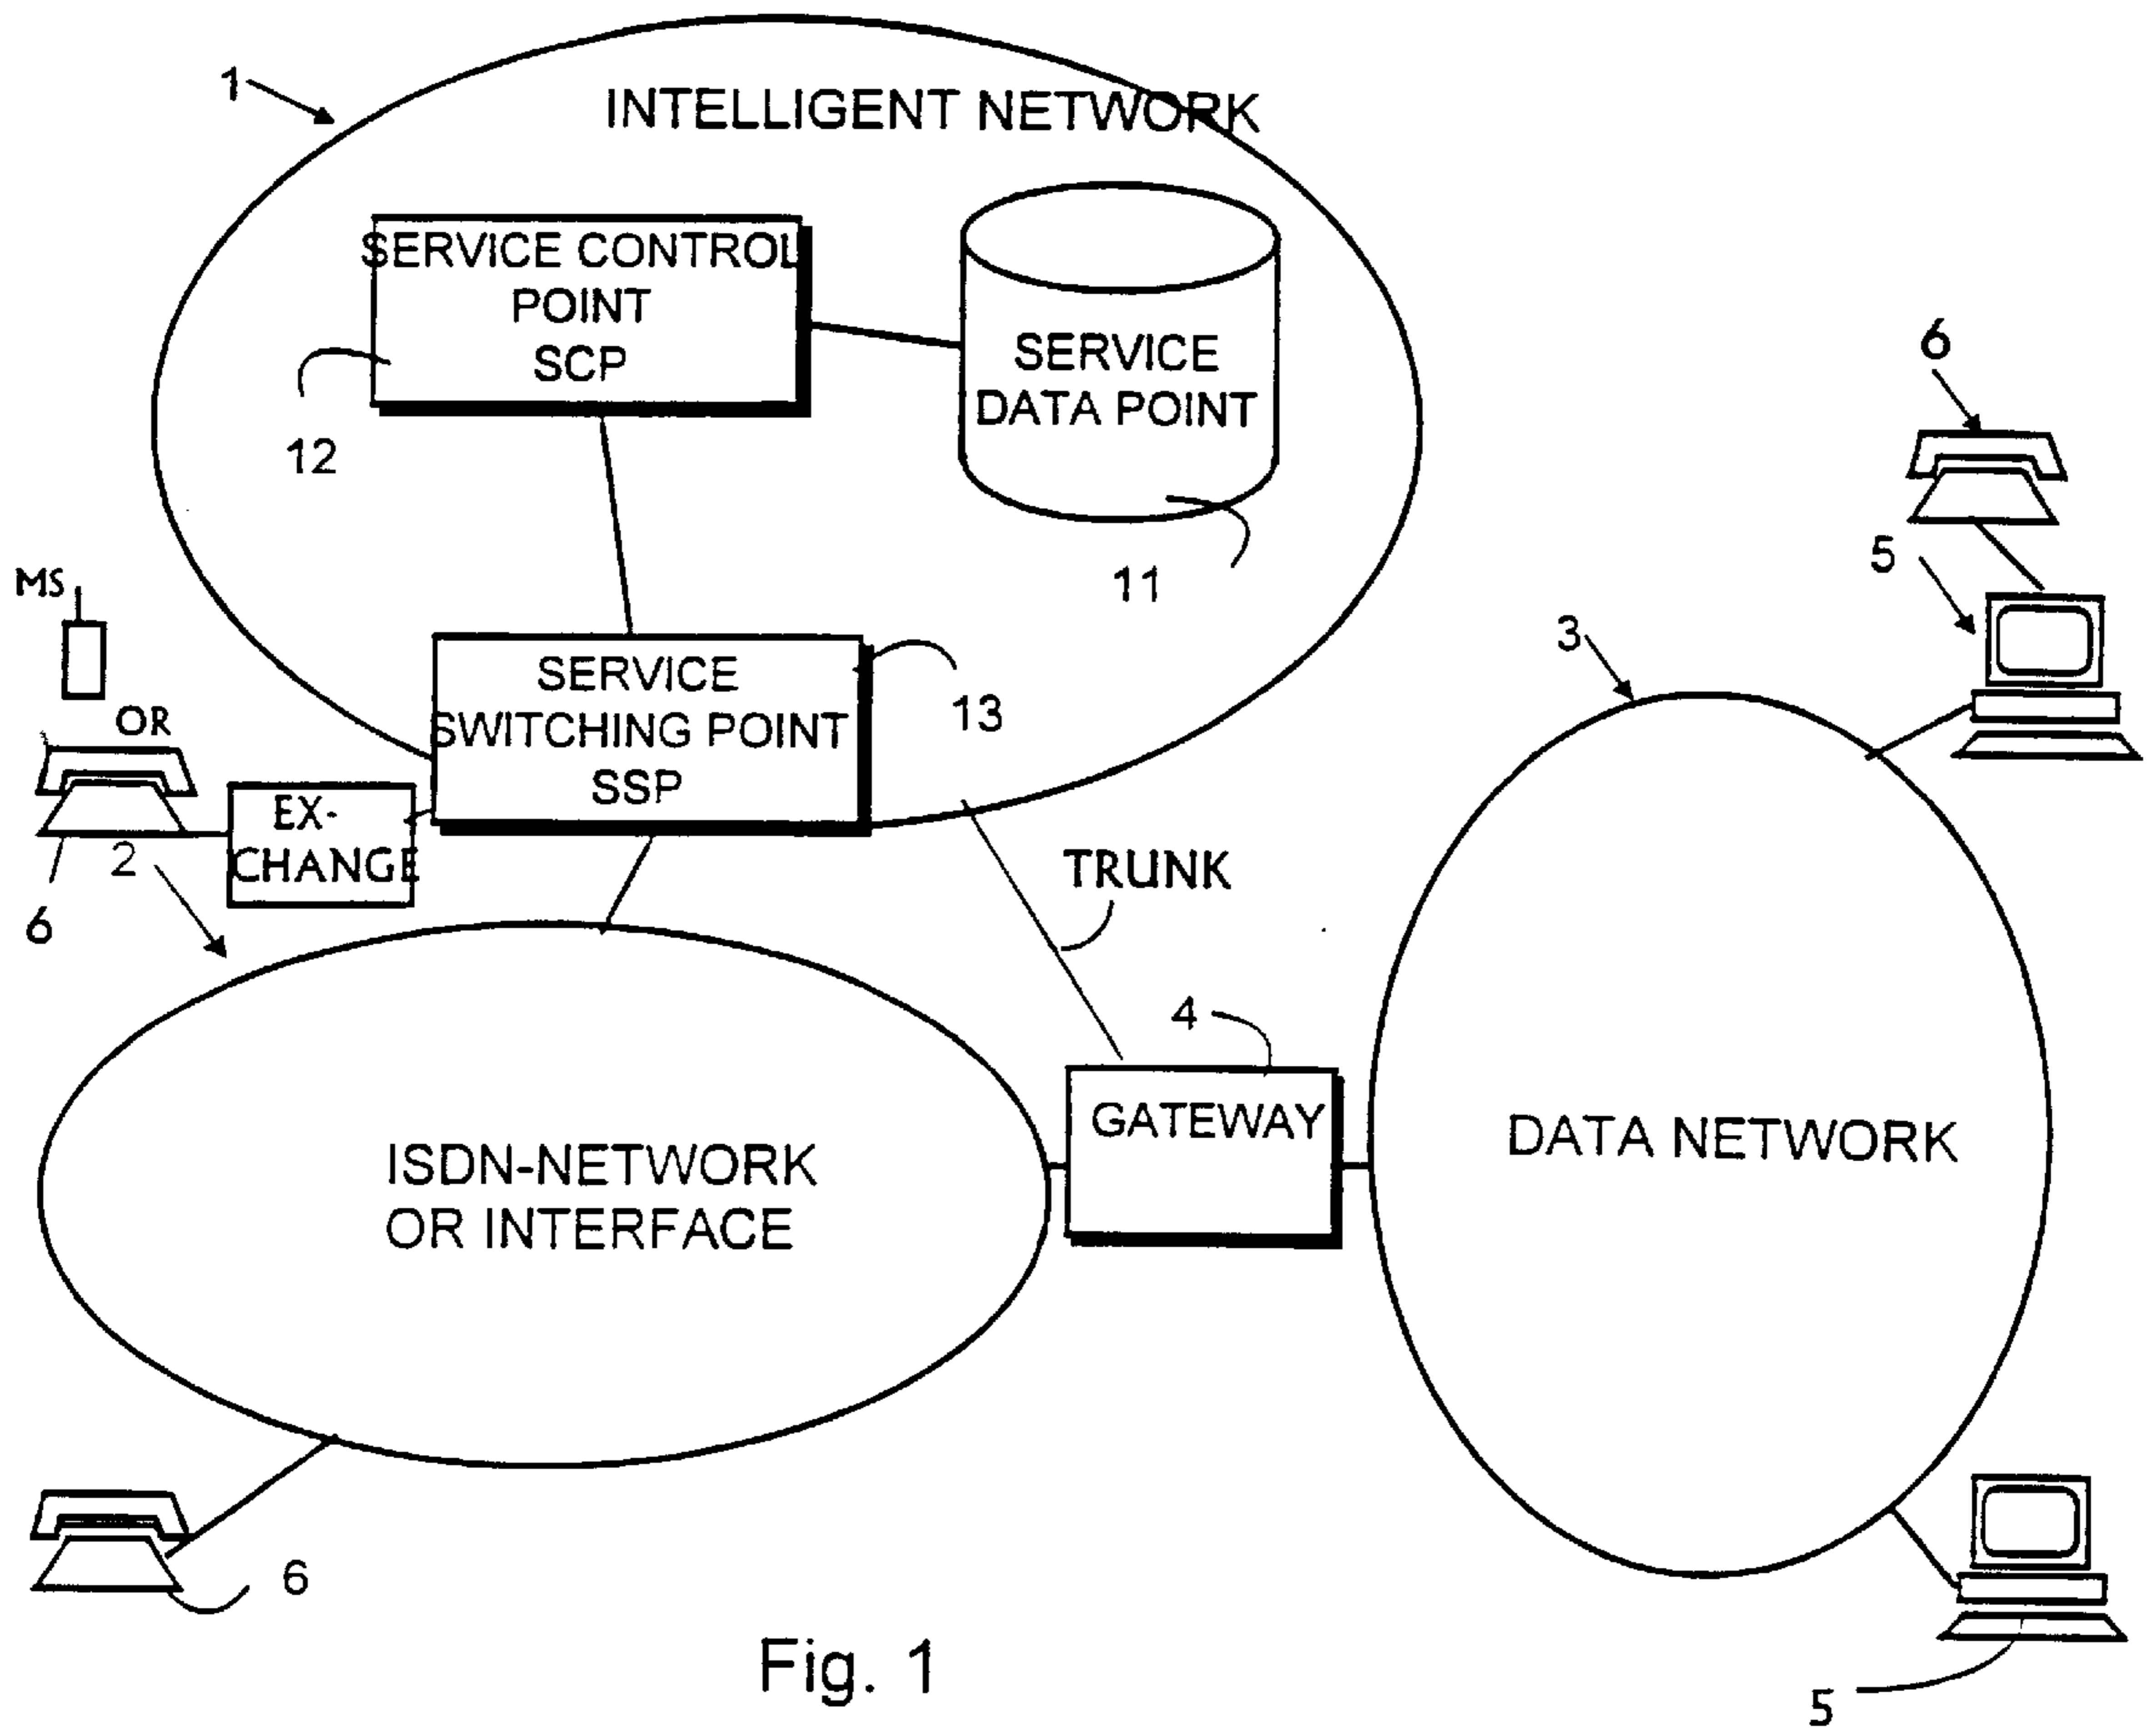 1
INTELLIGENT NETWORK
SERVICE CONTROL
POINT
SCP
12
SERVICE
DATA POINT
11
6
5
MS
OR
SERVICE
SWITCHING POINT
SSP
13
3
EX-
CHANGE
2
6
TRUNK
4
GATEWAY
DATA NETWORK
ISDN-NETWORK
OR INTERFACE
6
5
Fig. 1